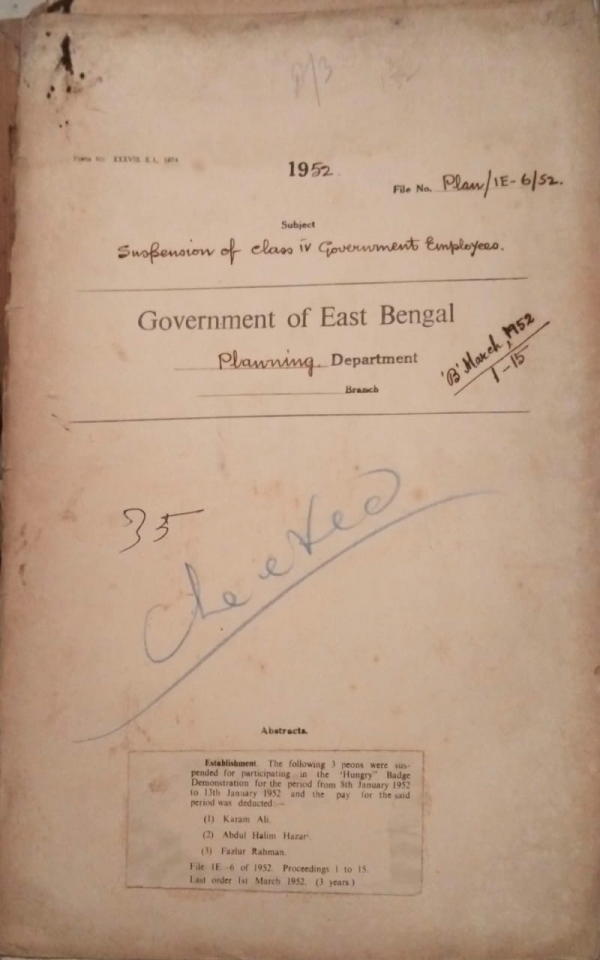 1952
File No. Plan/1E-6/52.
Subject
Suspension of class iv Government Employees.
Government of East Bengal
Planning Department
Branch
'B' March, 1952
1-15
35
Abstracts.
Establishment. The following 3 peons were sus-
pended for participating in the 'Hungry" Badge
Demonstration for the period from 8th January 1952
to 13th January 1952 and the pay for the said
period was deducted:—
(1) Karam Ali.
(2) Abdul Halim Hazari
(3) Fazlur Rahman.
File 1E-6 of 1952. Proceedings 1 to 15.
Last order 1st March 1952. (3 years.)